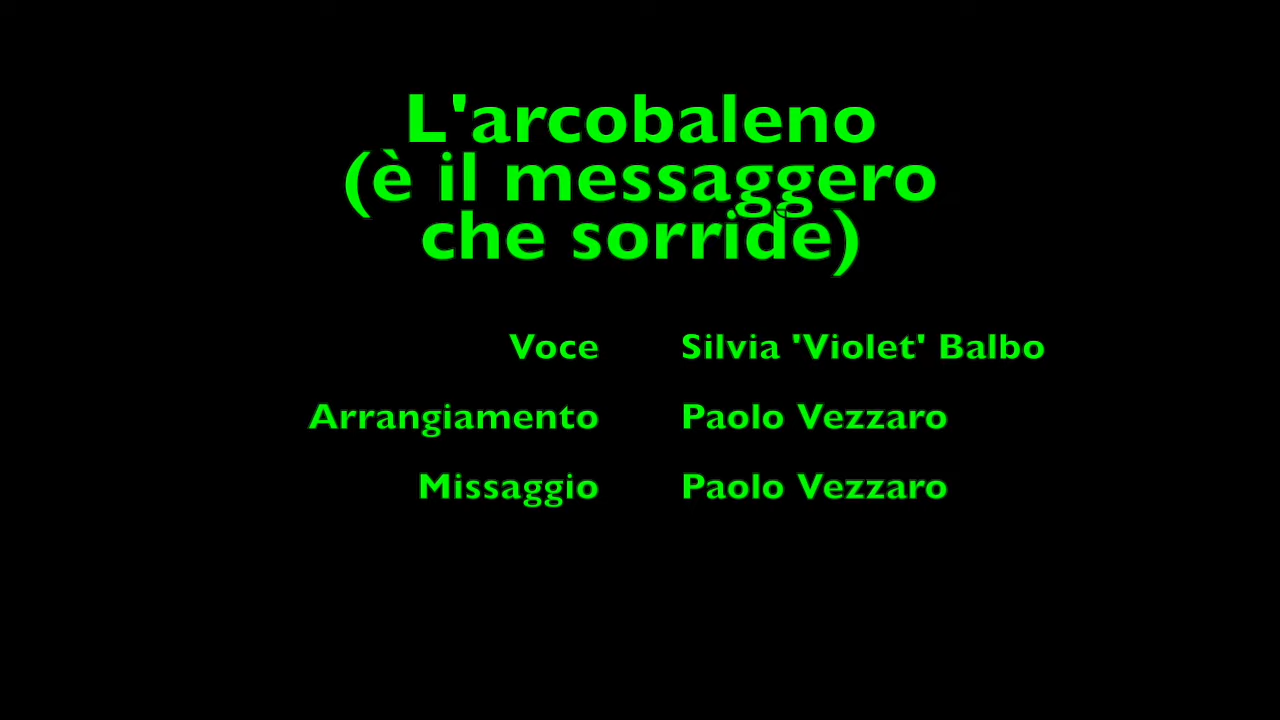 L'arcobaleno
(è il messaggero
che sorride)
Voce Silvia 'Violet' Balbo
Arrangiamento Paolo Vezzaro
Missaggio Paolo Vezzaro